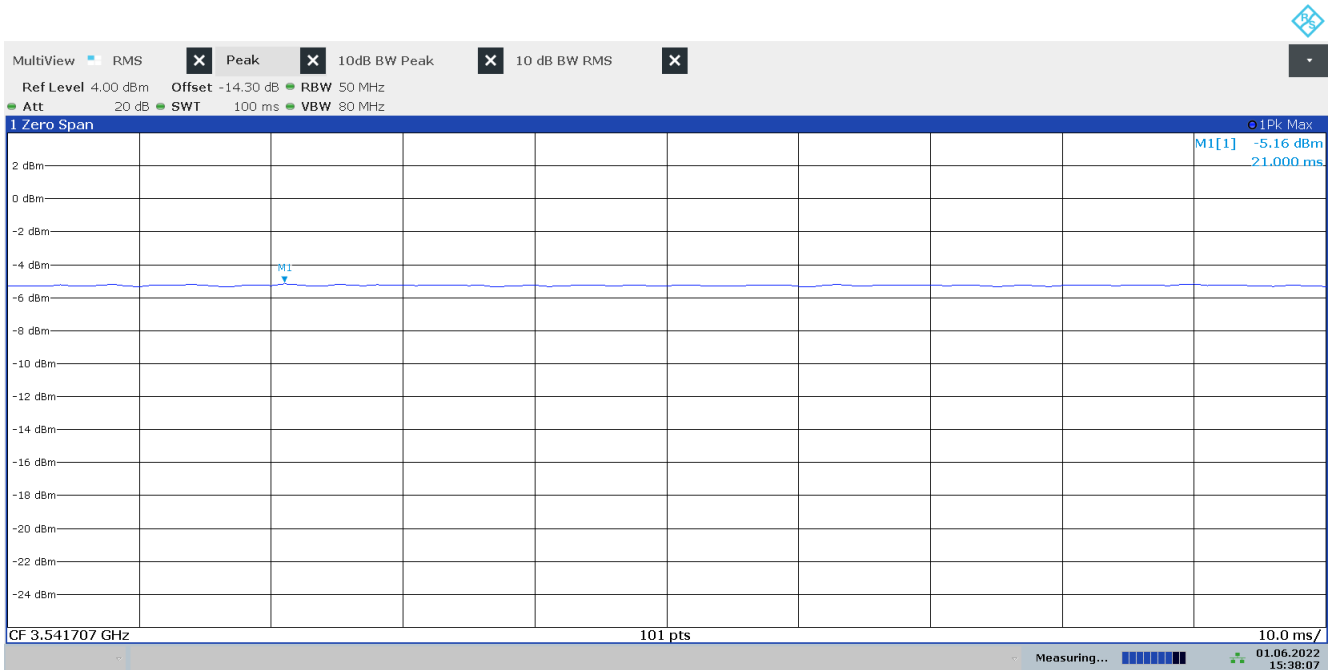 R&S
MultiView RMS Peak 10dB BW Peak 10 dB BW RMS
Ref Level 4.00 dBm Offset -14.30 dB RBW 50 MHz
Att 20 dB SWT 100 ms VBW 80 MHz
1 Zero Span 1Pk Max
M1[1] -5.16 dBm
21.000 ms
2 dBm
0 dBm
-2 dBm
-4 dBm
M1
-6 dBm
-8 dBm
-10 dBm
-12 dBm
-14 dBm
-16 dBm
-18 dBm
-20 dBm
-22 dBm
-24 dBm
CF 3.541707 GHz 101 pts 10.0 ms/
Measuring... 01.06.2022
15:38:07